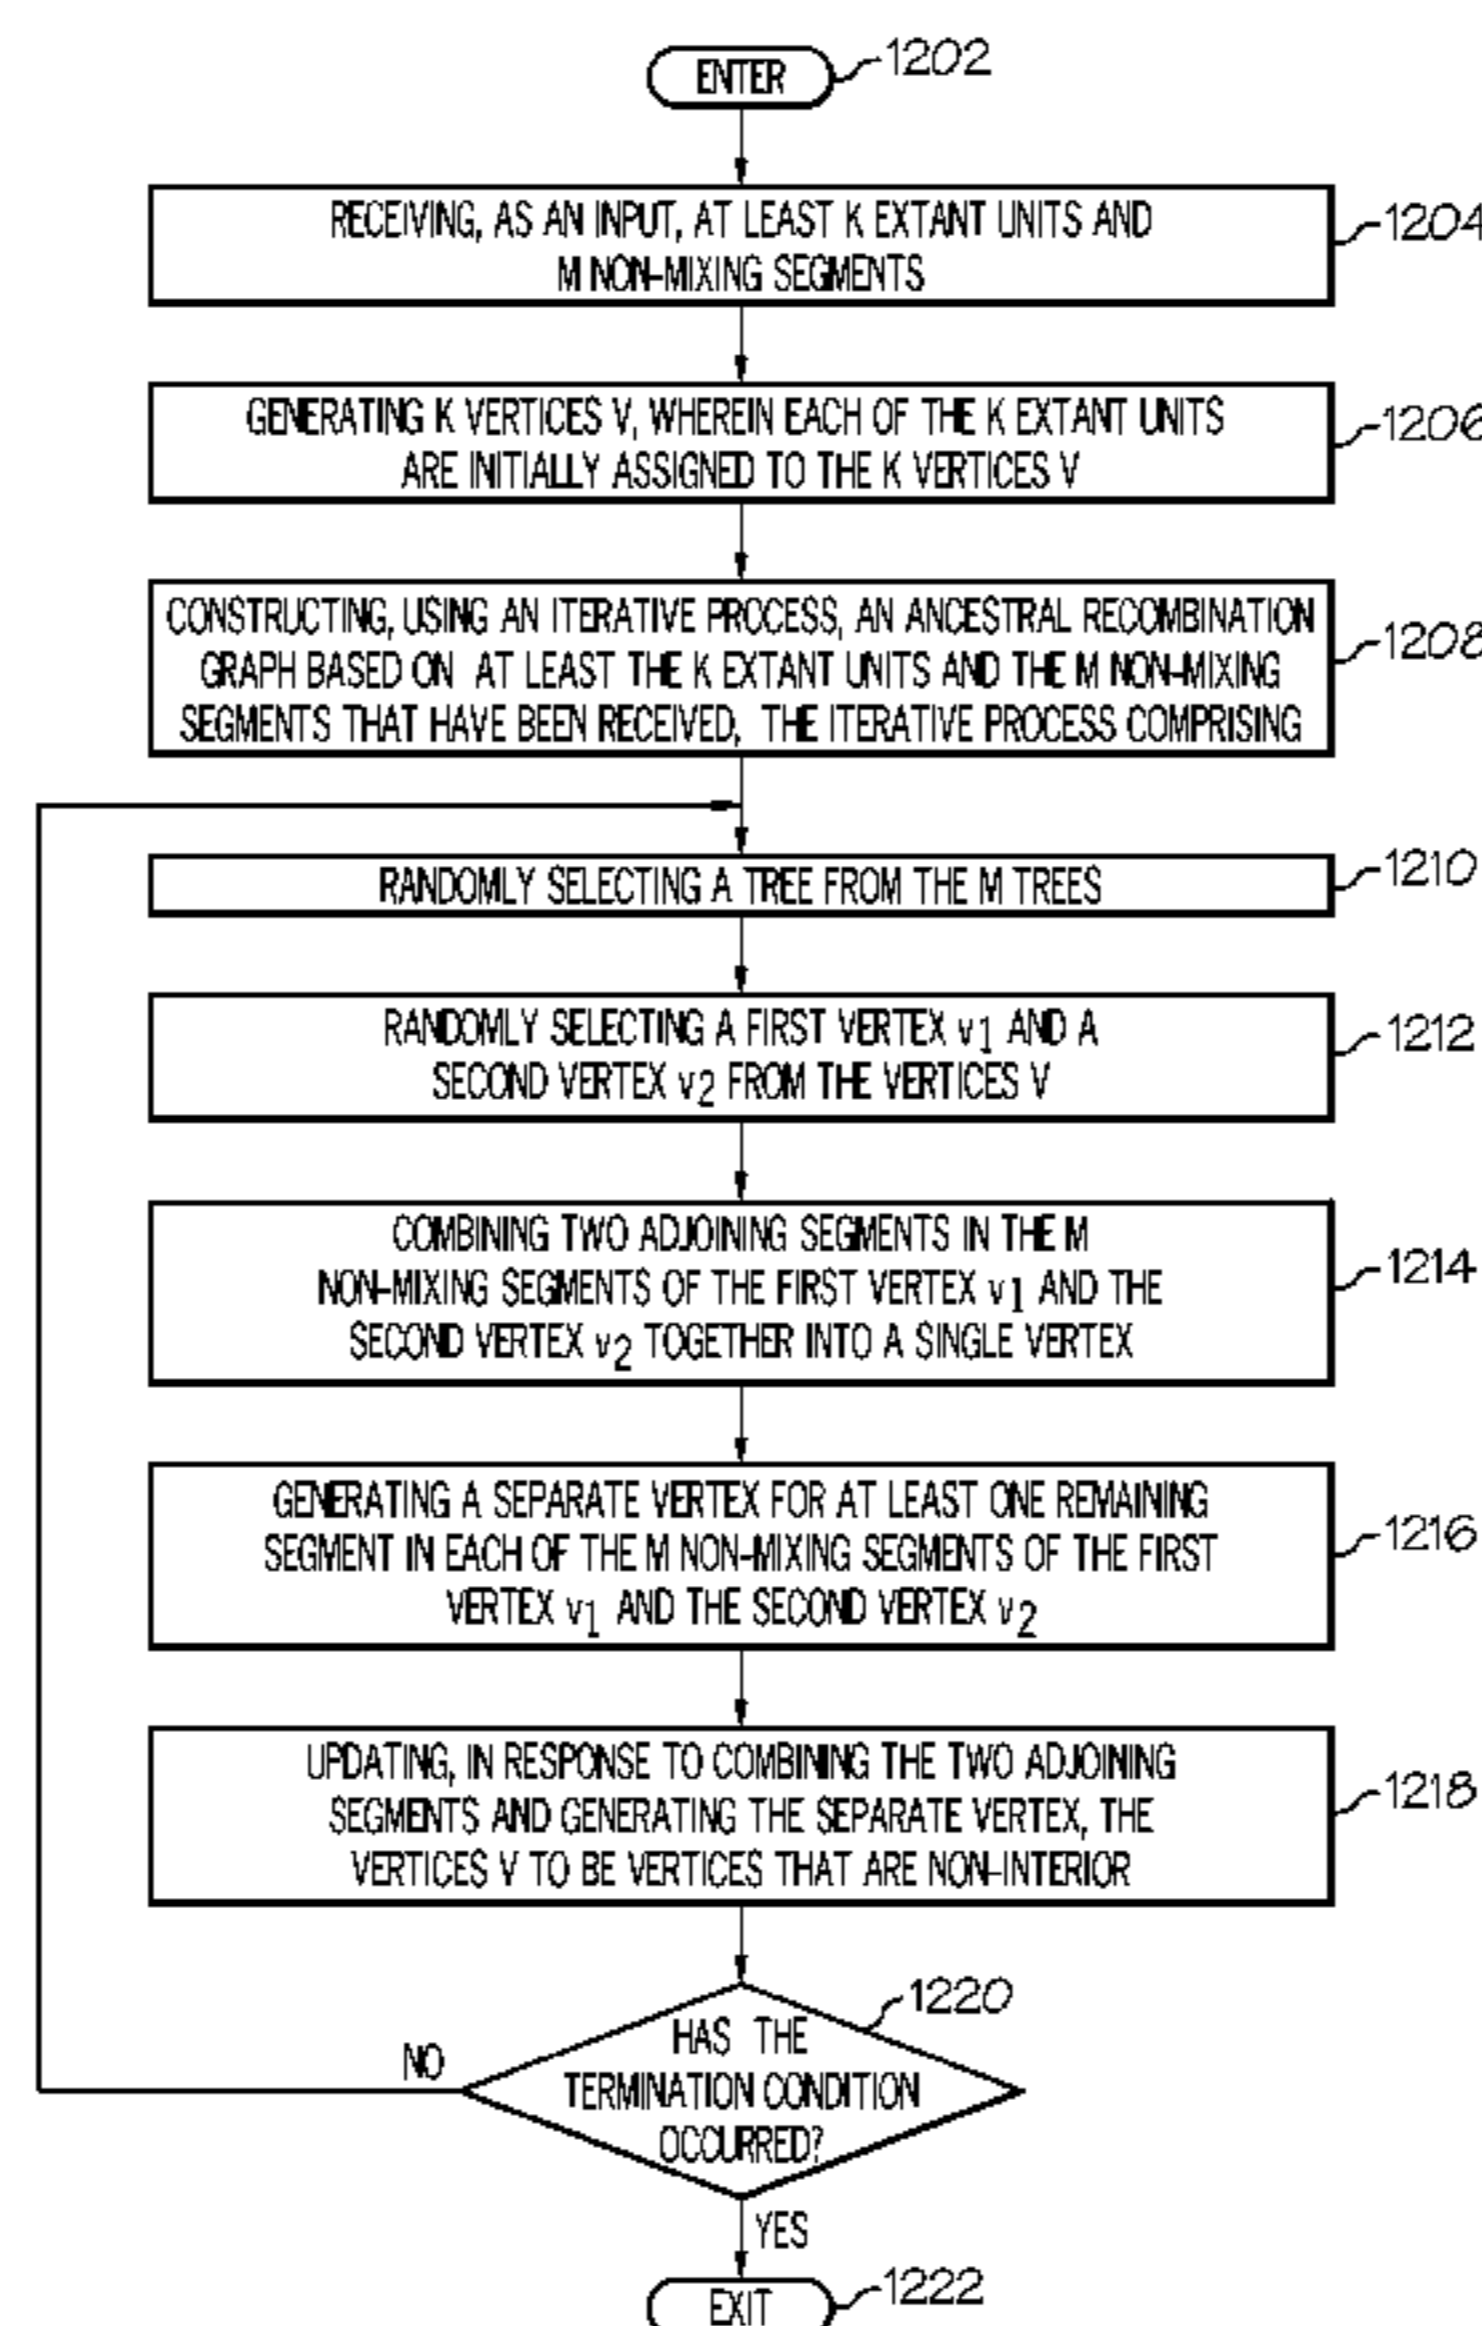 ENTER
1202
RECEIVING, AS AN INPUT, AT LEAST K EXTANT UNITS AND
M NON-MIXING SEGMENTS
1204
GENERATING K VERTICES V, WHEREIN EACH OF THE K EXTANT UNITS
ARE INITIALLY ASSIGNED TO THE K VERTICES V
1206
CONSTRUCTING, USING AN ITERATIVE PROCESS, AN ANCESTRAL RECOMBINATION
GRAPH BASED ON AT LEAST THE K EXTANT UNITS AND THE M NON-MIXING
SEGMENTS THAT HAVE BEEN RECEIVED, THE ITERATIVE PROCESS COMPRISING
1208
RANDOMLY SELECTING A TREE FROM THE M TREES
1210
RANDOMLY SELECTING A FIRST VERTEX v1 AND A
SECOND VERTEX v2 FROM THE VERTICES V
1212
COMBINING TWO ADJOINING SEGMENTS IN THE M
NON-MIXING SEGMENTS OF THE FIRST VERTEX v1 AND THE
SECOND VERTEX v2 TOGETHER INTO A SINGLE VERTEX
1214
GENERATING A SEPARATE VERTEX FOR AT LEAST ONE REMAINING
SEGMENT IN EACH OF THE M NON-MIXING SEGMENTS OF THE FIRST
VERTEX v1 AND THE SECOND VERTEX v2
1216
UPDATING, IN RESPONSE TO COMBINING THE TWO ADJOINING
SEGMENTS AND GENERATING THE SEPARATE VERTEX, THE
VERTICES V TO BE VERTICES THAT ARE NON-INTERIOR
1218
HAS THE
TERMINATION CONDITION
OCCURRED?
1220
NO
YES
EXIT
1222